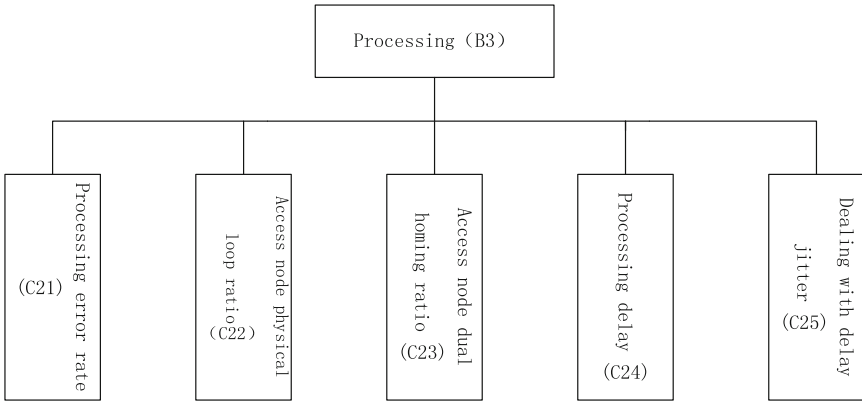 Processing（B3）
Processing error rate
(C21)
Access node physical
loop ratio
(C22)
Access node dual
homing ratio
(C23)
Processing delay
(C24)
Dealing with delay
jitter
(C25)